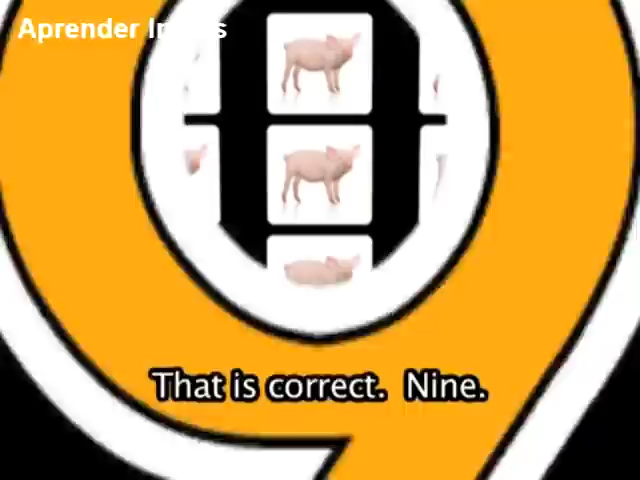 Aprender
That is correct. Nine.